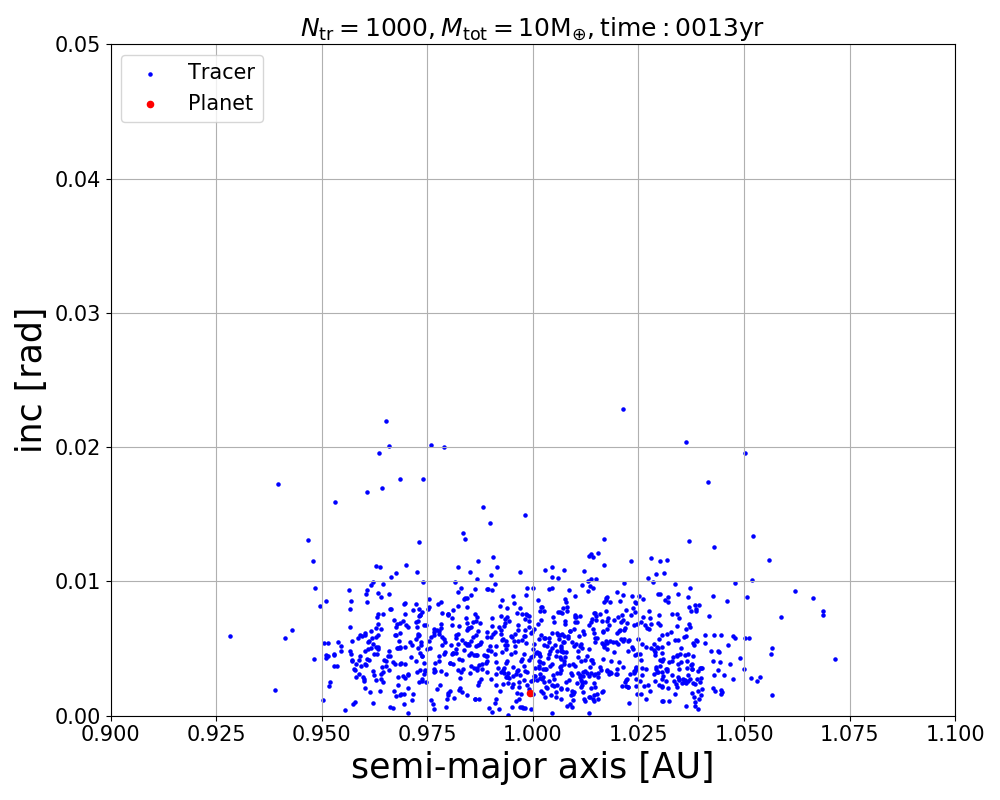 N_tr = 1000, M_tot = 10M_⊕, time : 0013yr
Tracer
Planet
0.05
0.04
0.03
0.02
0.01
0.00
inc [rad]
0.900 0.925 0.950 0.975 1.000 1.025 1.050 1.075 1.100
semi-major axis [AU]